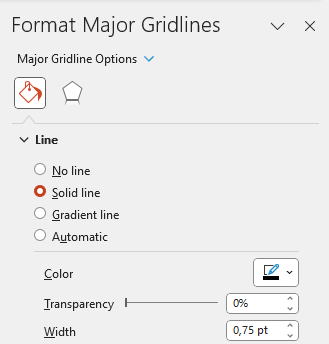 Format Major Gridlines
Major Gridline Options
Line
No line
Solid line
Gradient line
Automatic
Color
Transparency 0%
Width 0,75 pt